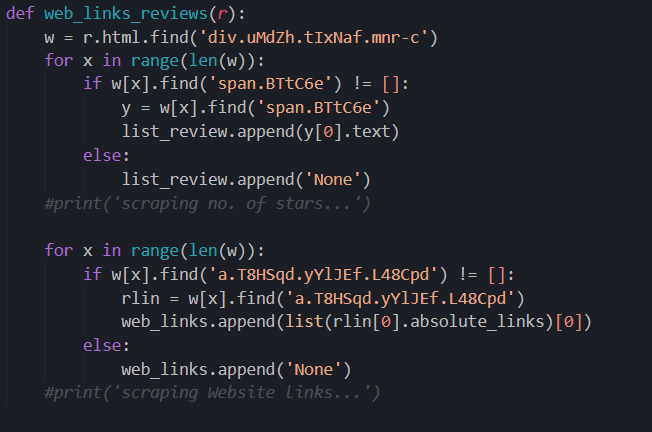 def web_links_reviews(r):
    w = r.html.find('div.uMdZh.tIxNaf.mnr-c')
    for x in range(len(w)):
        if w[x].find('span.BTtC6e') != []:
            y = w[x].find('span.BTtC6e')
            list_review.append(y[0].text)
        else:
            list_review.append('None')
    #print('scraping no. of stars...')

    for x in range(len(w)):
        if w[x].find('a.T8HSqd.yYlJEf.L48Cpd') != []:
            rlin = w[x].find('a.T8HSqd.yYlJEf.L48Cpd')
            web_links.append(list(rlin[0].absolute_links)[0])
        else:
            web_links.append('None')
    #print('scraping Website links...')